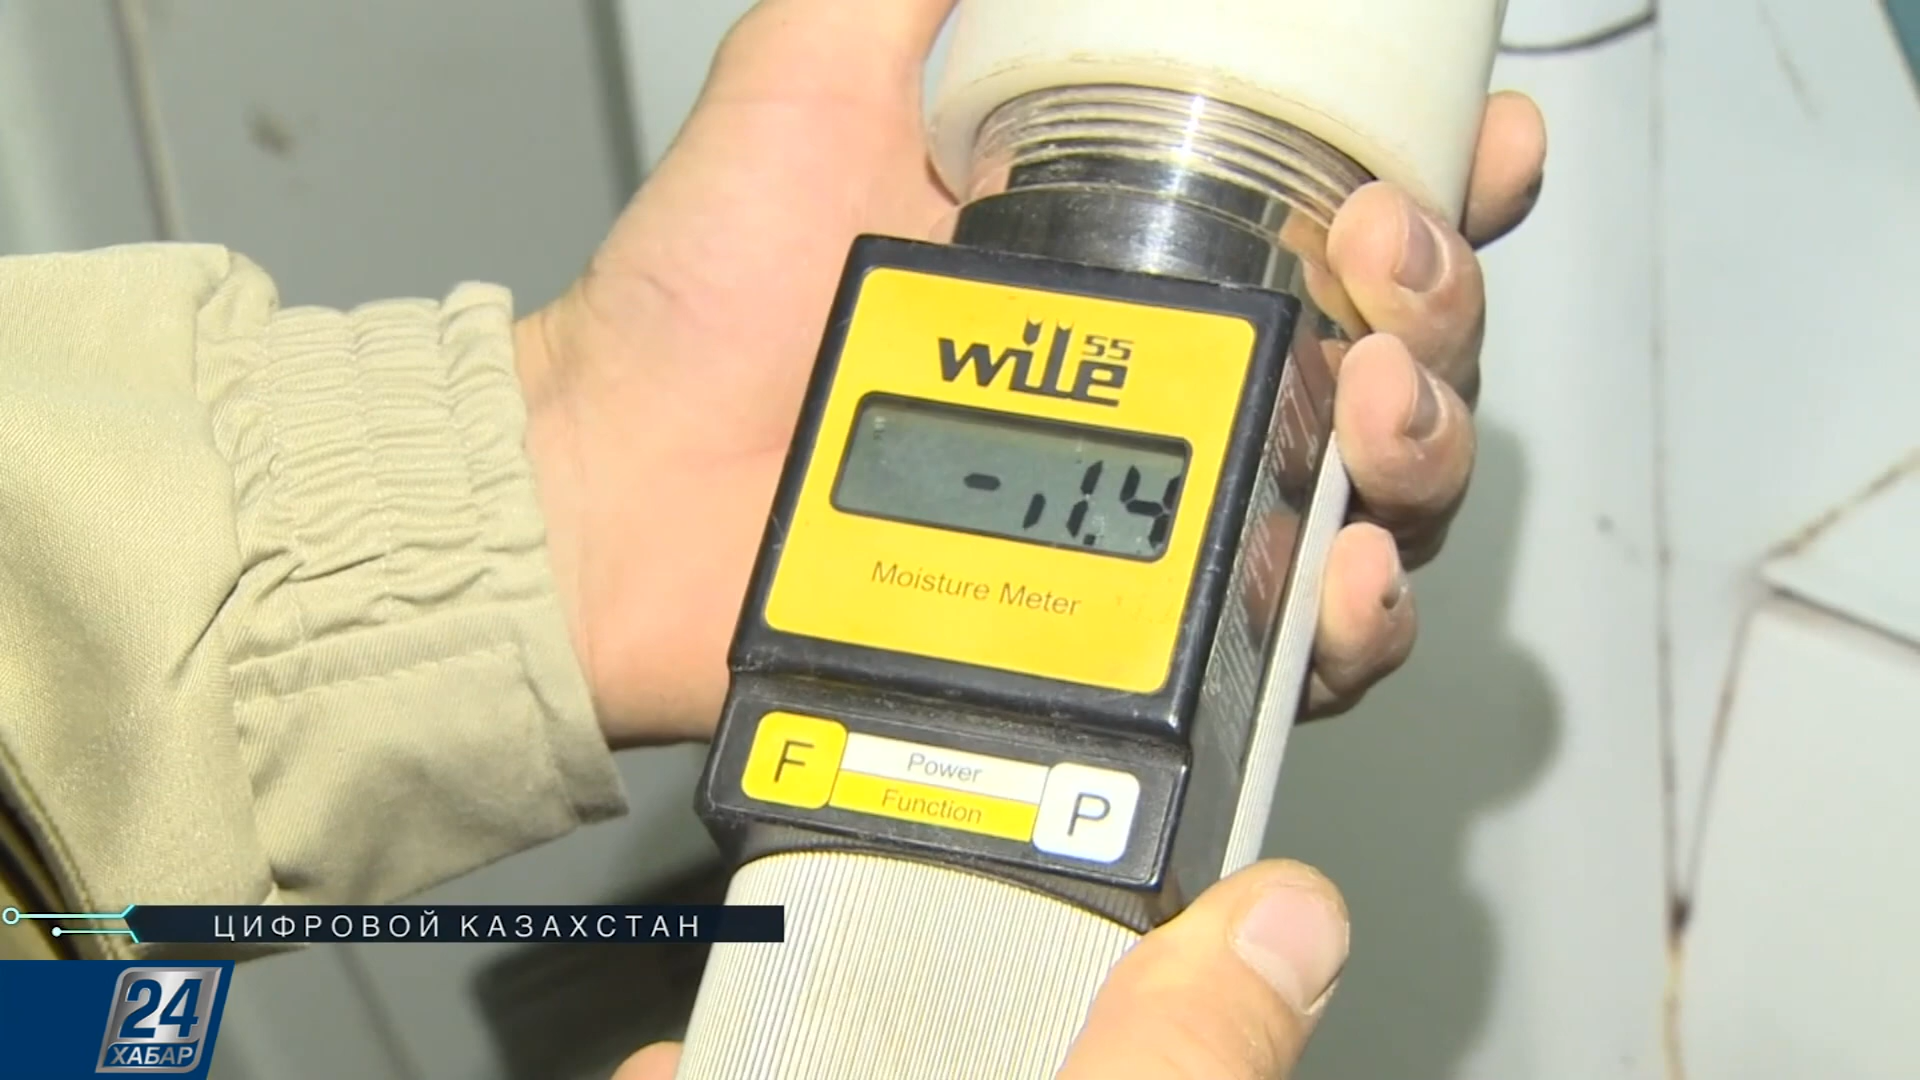 wile 55
-11.4
Moisture Meter
F
Power
Function
P
ЦИФРОВОЙ КАЗАХСТАН
24
ХАБАР